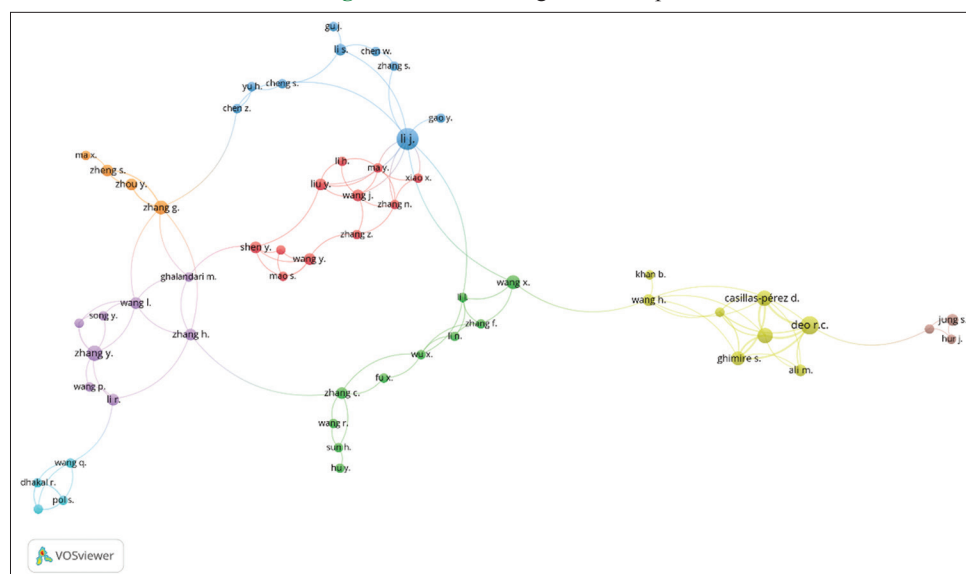 gu j.
li s.
chen w.
zhang s.
cheng s.
yu h.
chen z.
gao y.
li j.
ma x.
zheng s.
zhou y.
zhang g.
li h.
ma y.
xiao x.
liu y.
wang j.
zhang n.
zhang z.
shen y.
wang y.
mao s.
ghalandari m.
wang l.
song y.
zhang h.
zhang y.
wang p.
li r.
wang x.
zhang f.
li n.
wu x.
fu x.
zhang c.
wang r.
sun h.
hu y.
khan b.
wang h.
casillas-pérez d.
deo r.c.
ghimire s.
ali m.
jung s.
hur j.
wang q.
dhakal r.
pol s.
VOSviewer